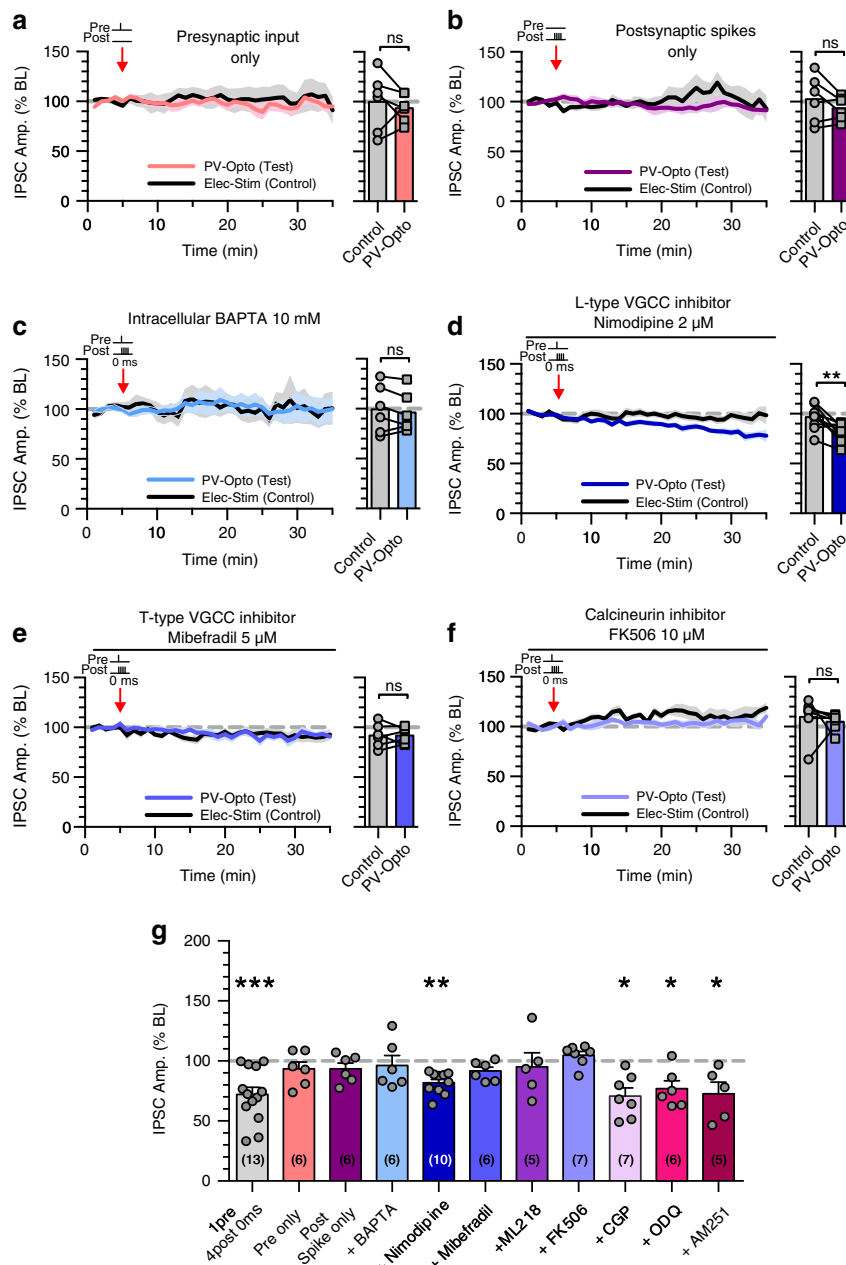 a
Pre
Post
Presynaptic input
only
IPSC Amp. (% BL)
150
100
50
0
PV-Opto (Test)
Elec-Stim (Control)
0
10
20
30
Time (min)
ns
Control
PV-Opto
b
Pre
Post
Postsynaptic spikes
only
IPSC Amp. (% BL)
150
100
50
0
PV-Opto (Test)
Elec-Stim (Control)
0
10
20
30
Time (min)
ns
Control
PV-Opto
c
Intracellular BAPTA 10 mM
Pre
Post
0 ms
IPSC Amp. (% BL)
150
100
50
0
PV-Opto (Test)
Elec-Stim (Control)
0
10
20
30
Time (min)
ns
Control
PV-Opto
d
L-type VGCC inhibitor
Nimodipine 2 μM
Pre
Post
0 ms
IPSC Amp. (% BL)
150
100
50
0
PV-Opto (Test)
Elec-Stim (Control)
0
10
20
30
Time (min)
**
Control
PV-Opto
e
T-type VGCC inhibitor
Mibefradil 5 μM
Pre
Post
0 ms
IPSC Amp. (% BL)
150
100
50
0
PV-Opto (Test)
Elec-Stim (Control)
0
10
20
30
Time (min)
ns
Control
PV-Opto
f
Calcineurin inhibitor
FK506 10 μM
Pre
Post
0 ms
IPSC Amp. (% BL)
150
100
50
0
PV-Opto (Test)
Elec-Stim (Control)
0
10
20
30
Time (min)
ns
Control
PV-Opto
g
IPSC Amp. (% BL)
200
150
100
50
0
***
**
*
*
*
(13)
(6)
(6)
(6)
(10)
(6)
(5)
(7)
(7)
(6)
(5)
1pre
4post 0ms
Pre only
Post
Spike only
+ BAPTA
+ Nimodipine
+ Mibefradil
+ML218
+ FK506
+ CGP
+ ODQ
+ AM251